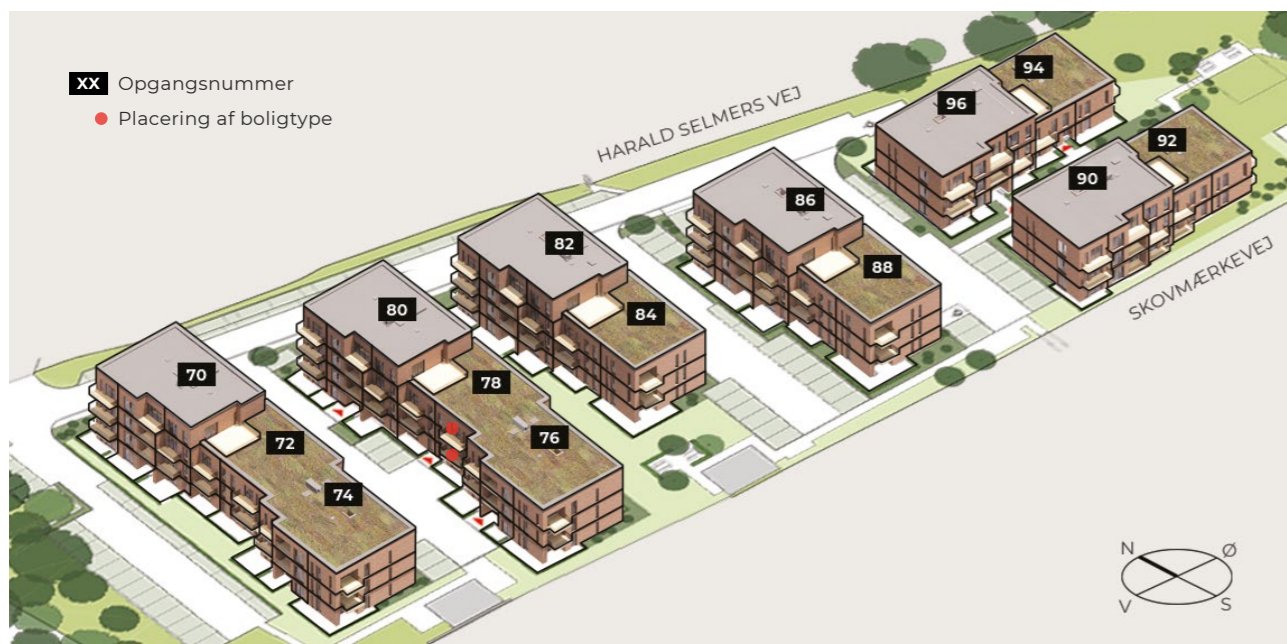 XX Opgangsnummer
Placering af boligtype
HARALD SELMERS VEJ
SKOVMÆRKEVEJ
94
96
92
90
86
82
88
80
84
70
78
72
76
74
N
Ø
V
S